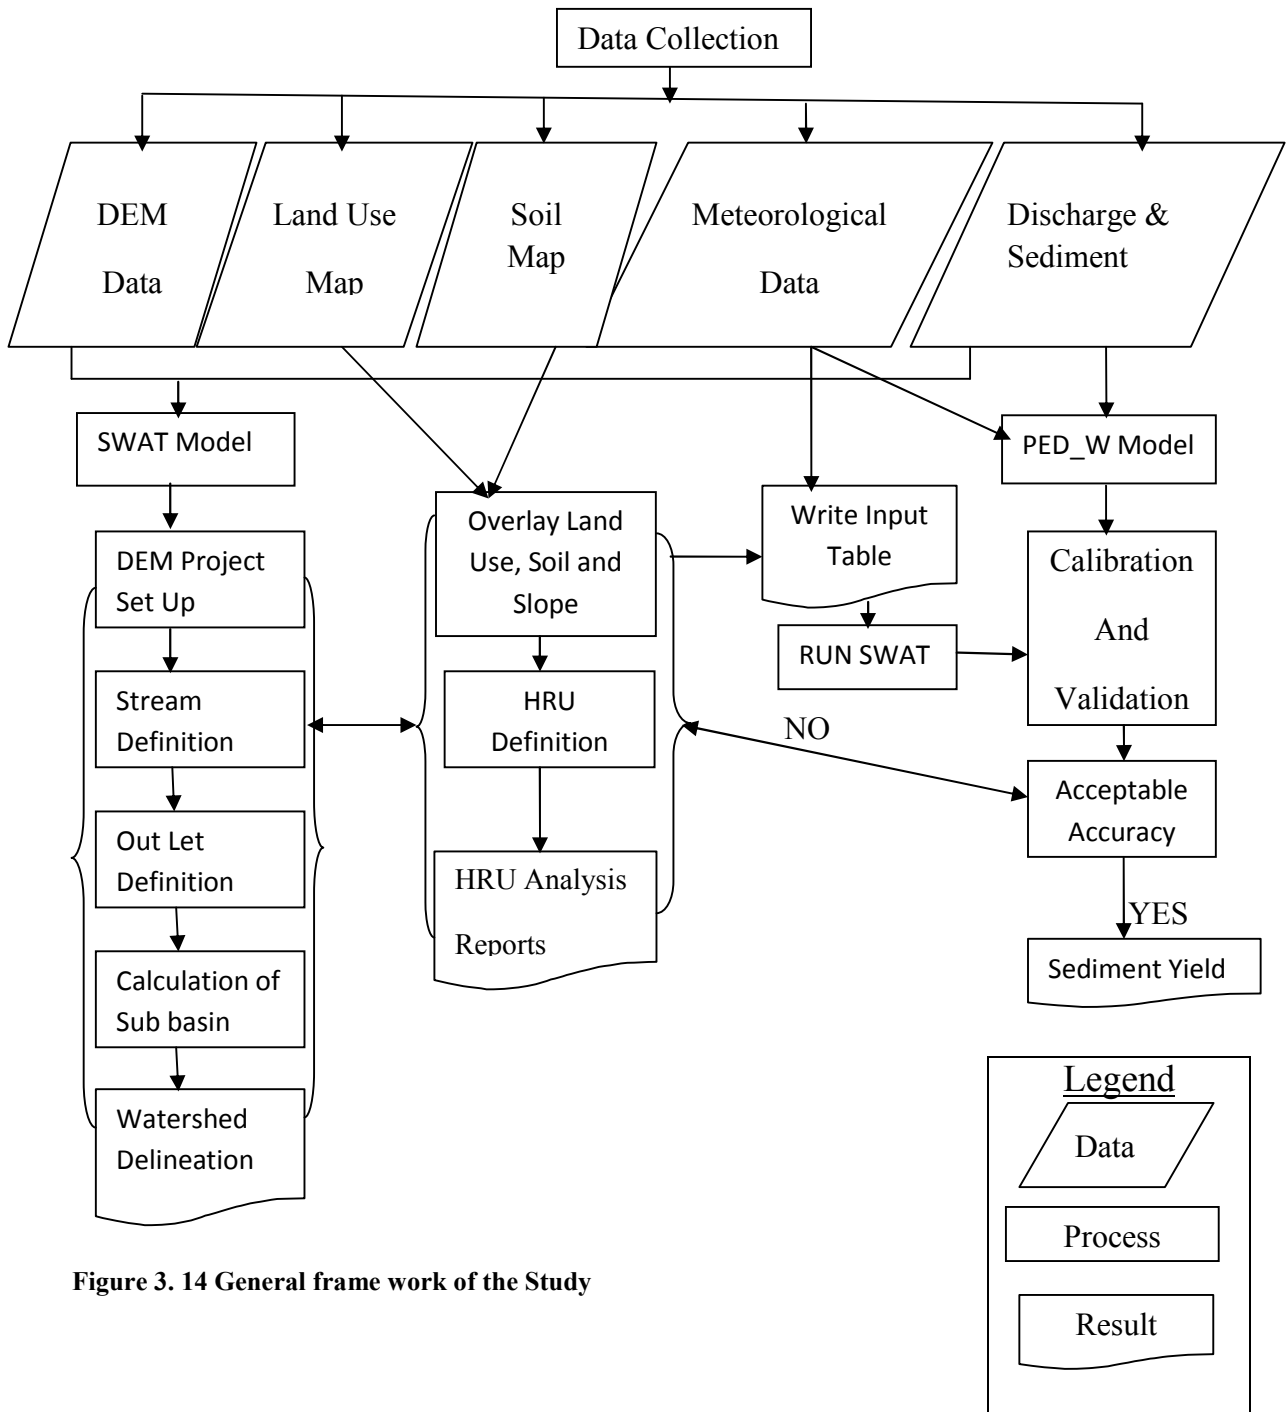 Data Collection
DEM
Data
Land Use
Map
Soil
Map
Meteorological
Data
Discharge &
Sediment
SWAT Model
PED_W Model
DEM Project
Set Up
Overlay Land
Use, Soil and
Slope
Write Input
Table
Calibration
And
Validation
RUN SWAT
Stream
Definition
HRU
Definition
NO
Acceptable
Accuracy
Out Let
Definition
HRU Analysis
Reports
YES
Sediment Yield
Calculation of
Sub basin
Watershed
Delineation
Legend
Data
Process
Result
Figure 3. 14 General frame work of the Study